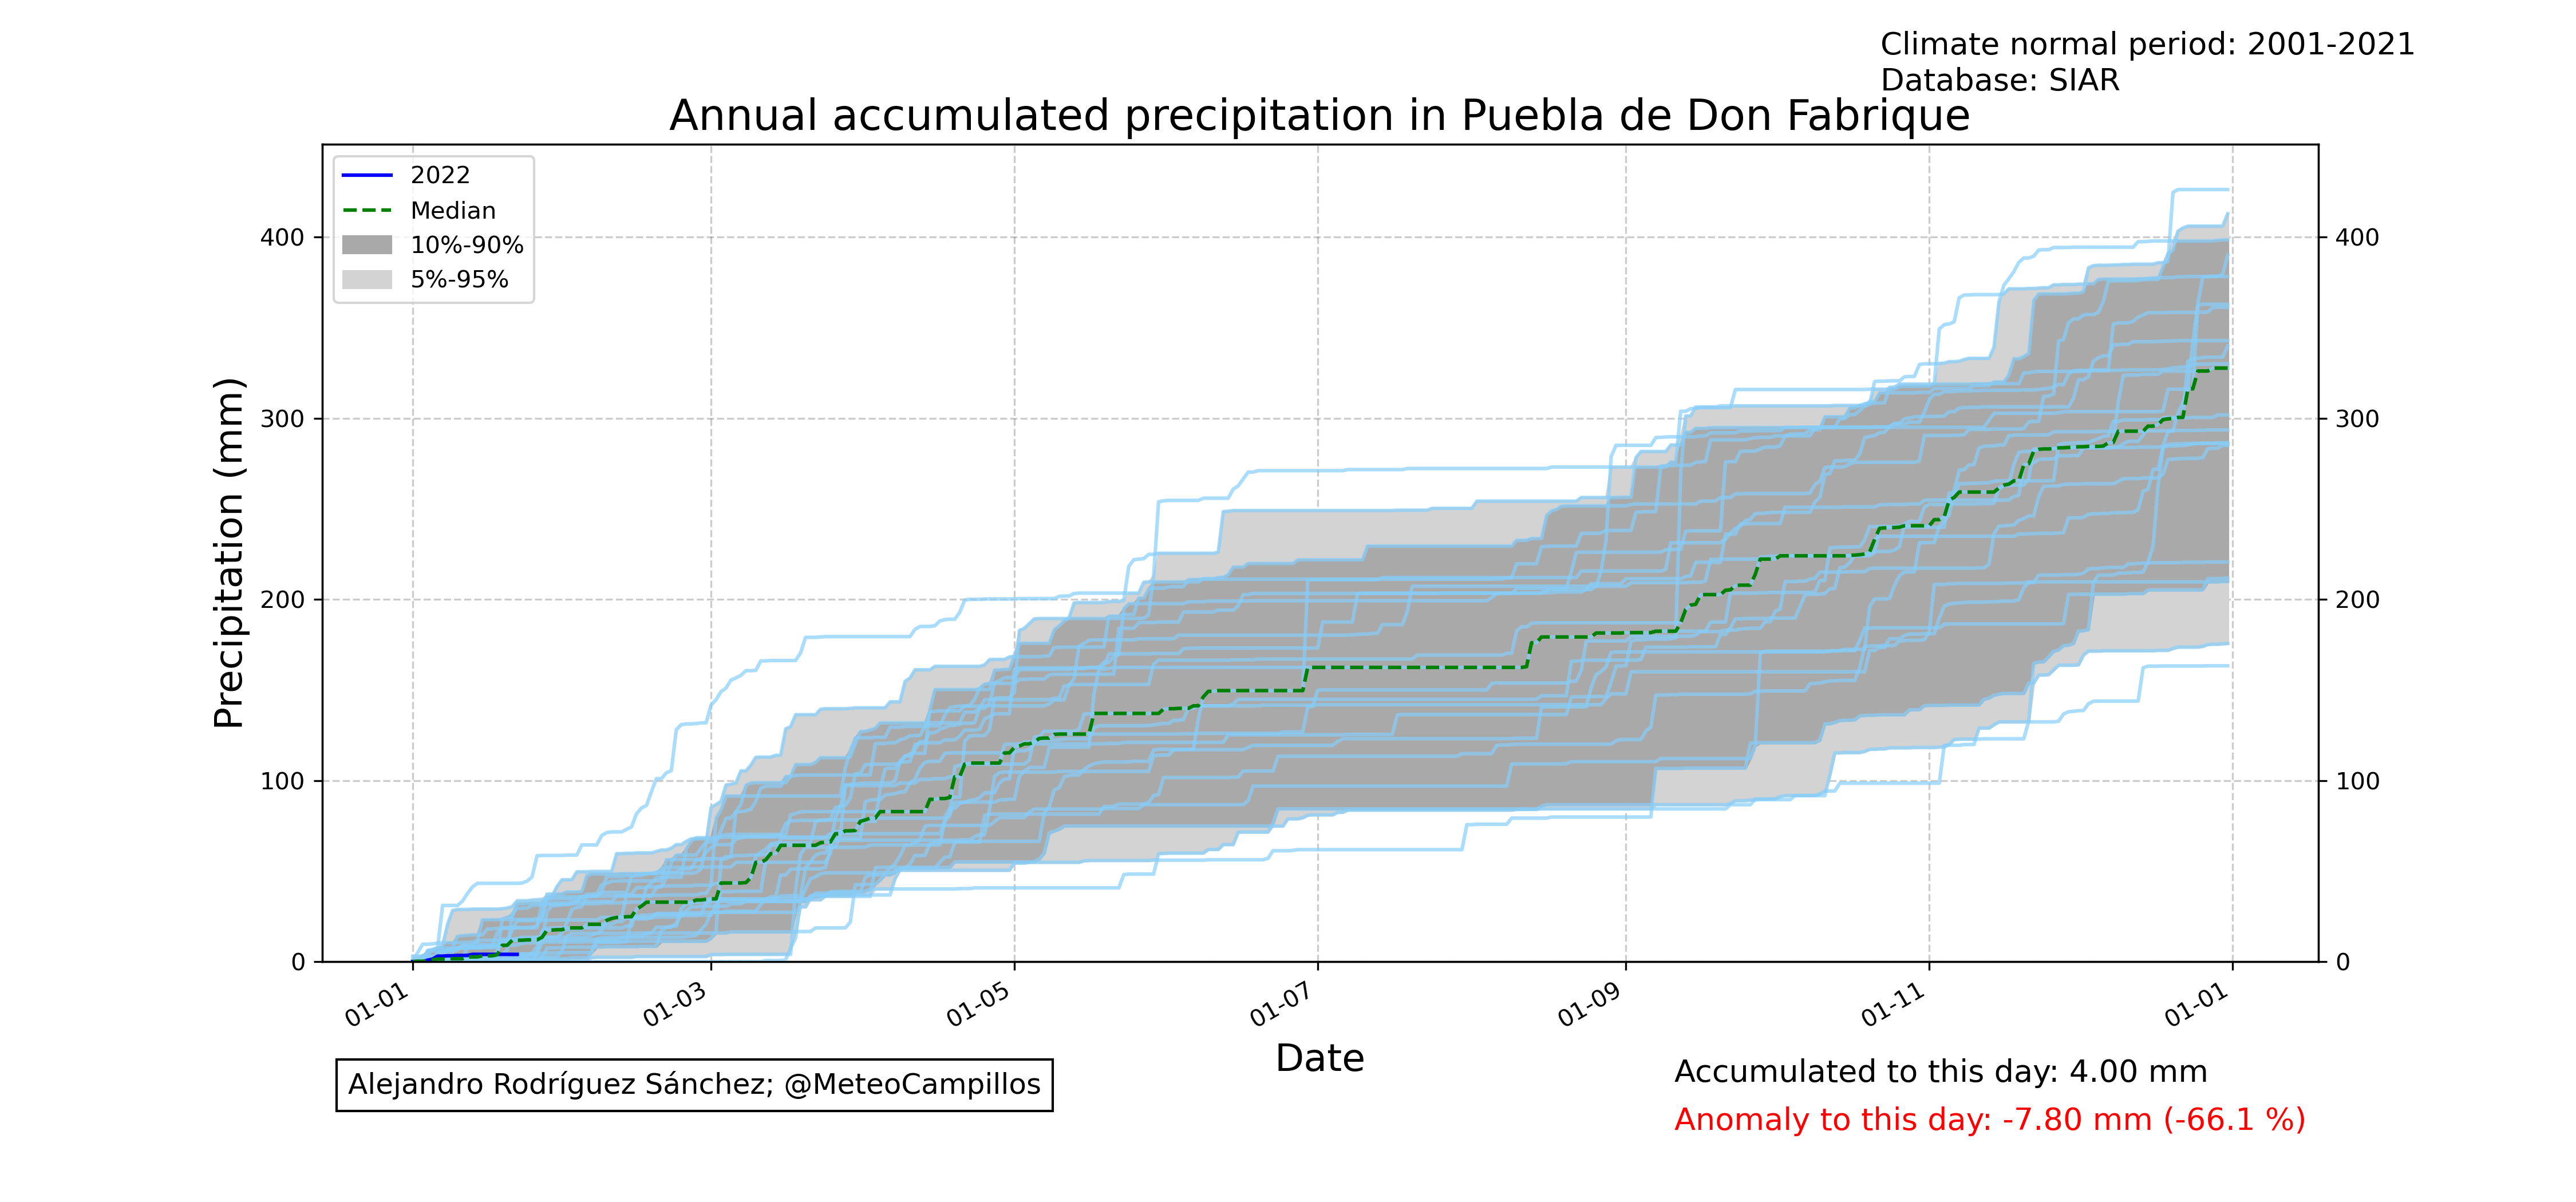 Climate normal period: 2001-2021
Database: SIAR
Annual accumulated precipitation in Puebla de Don Fabrique
2022
Median
10%-90%
5%-95%
Precipitation (mm)
400
300
200
100
0
400
300
200
100
0
01-01
01-03
01-05
01-07
01-09
01-11
01-01
Date
Alejandro Rodríguez Sánchez; @MeteoCampillos
Accumulated to this day: 4.00 mm
Anomaly to this day: -7.80 mm (-66.1 %)